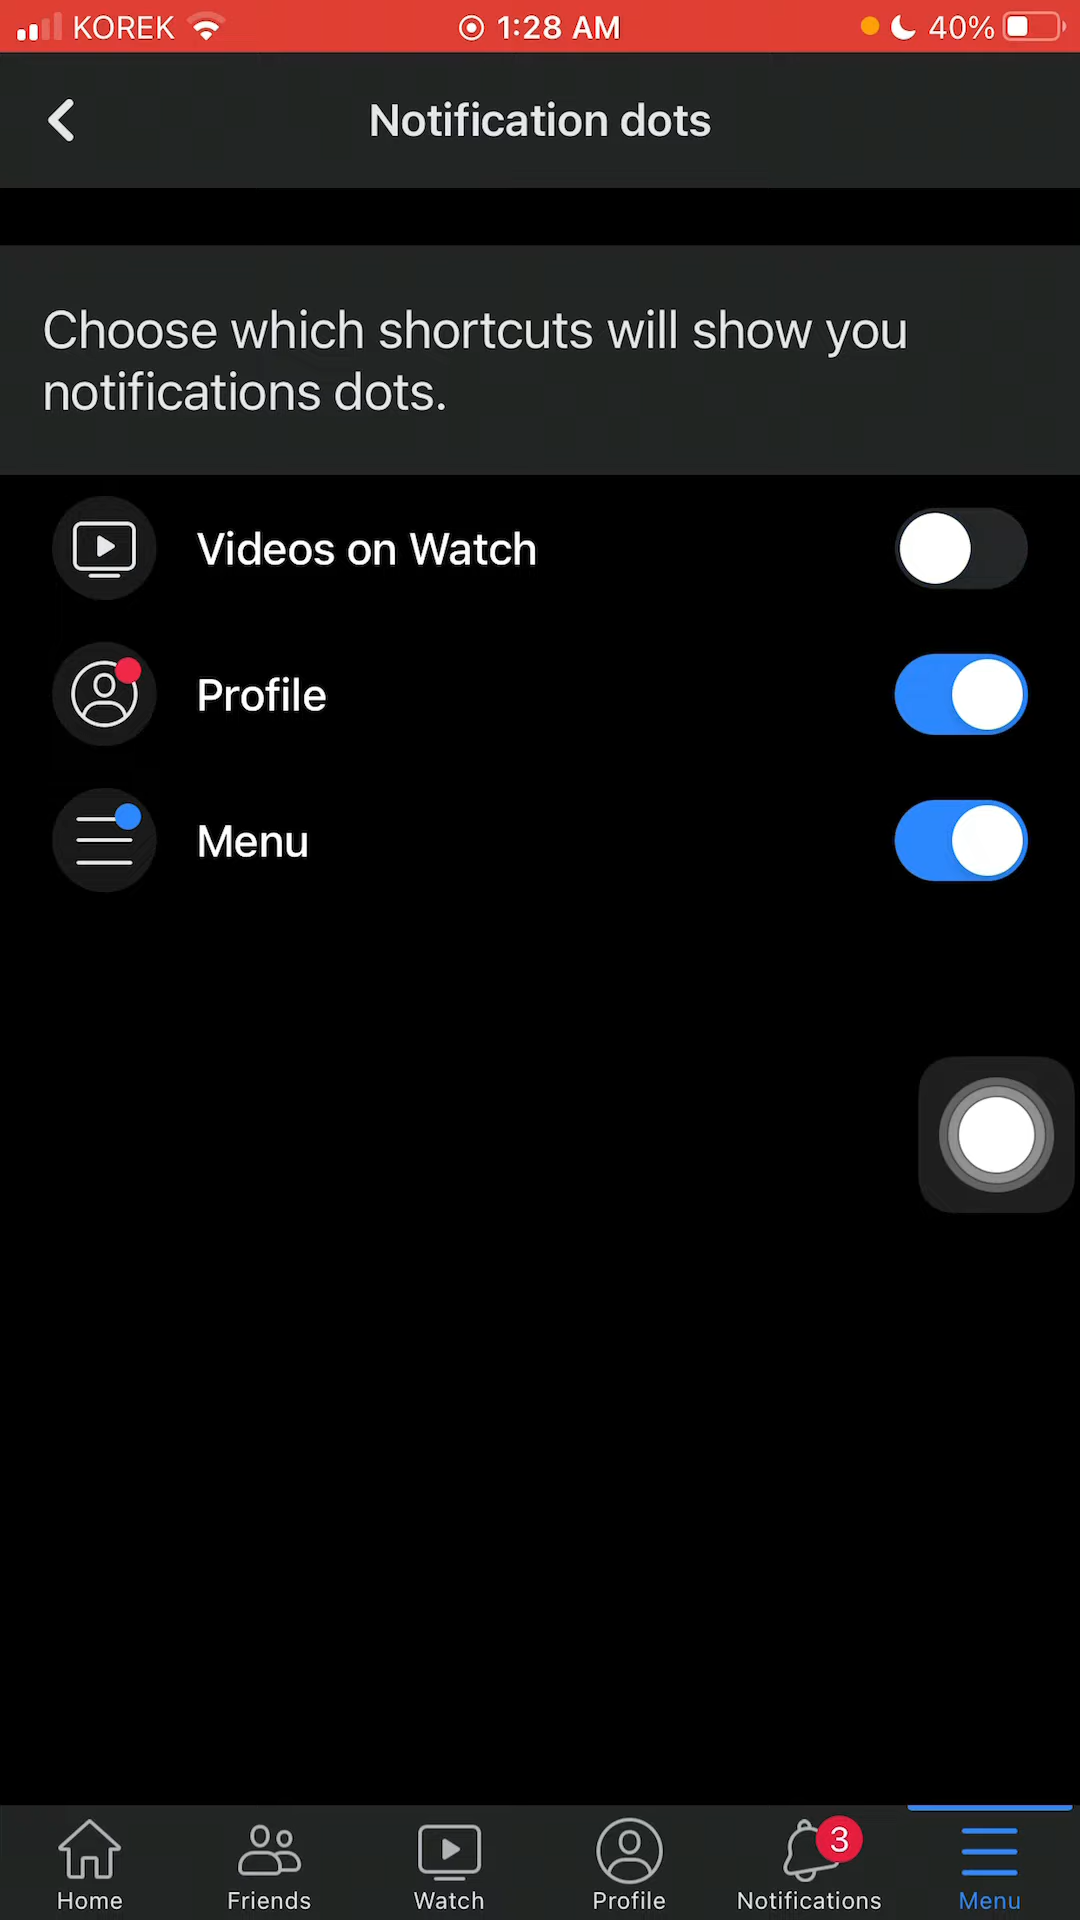 KOREK 1:28 AM 40%
Notification dots
Choose which shortcuts will show you
notifications dots.
Videos on Watch
Profile
Menu
3
Home Friends Watch Profile Notifications Menu